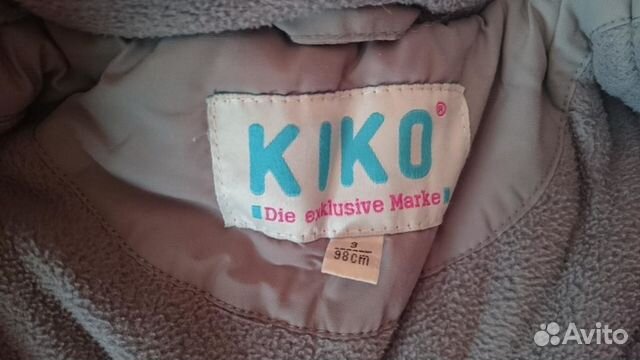 KIKO®
Die exklusive Marke
3
98cm
Avito